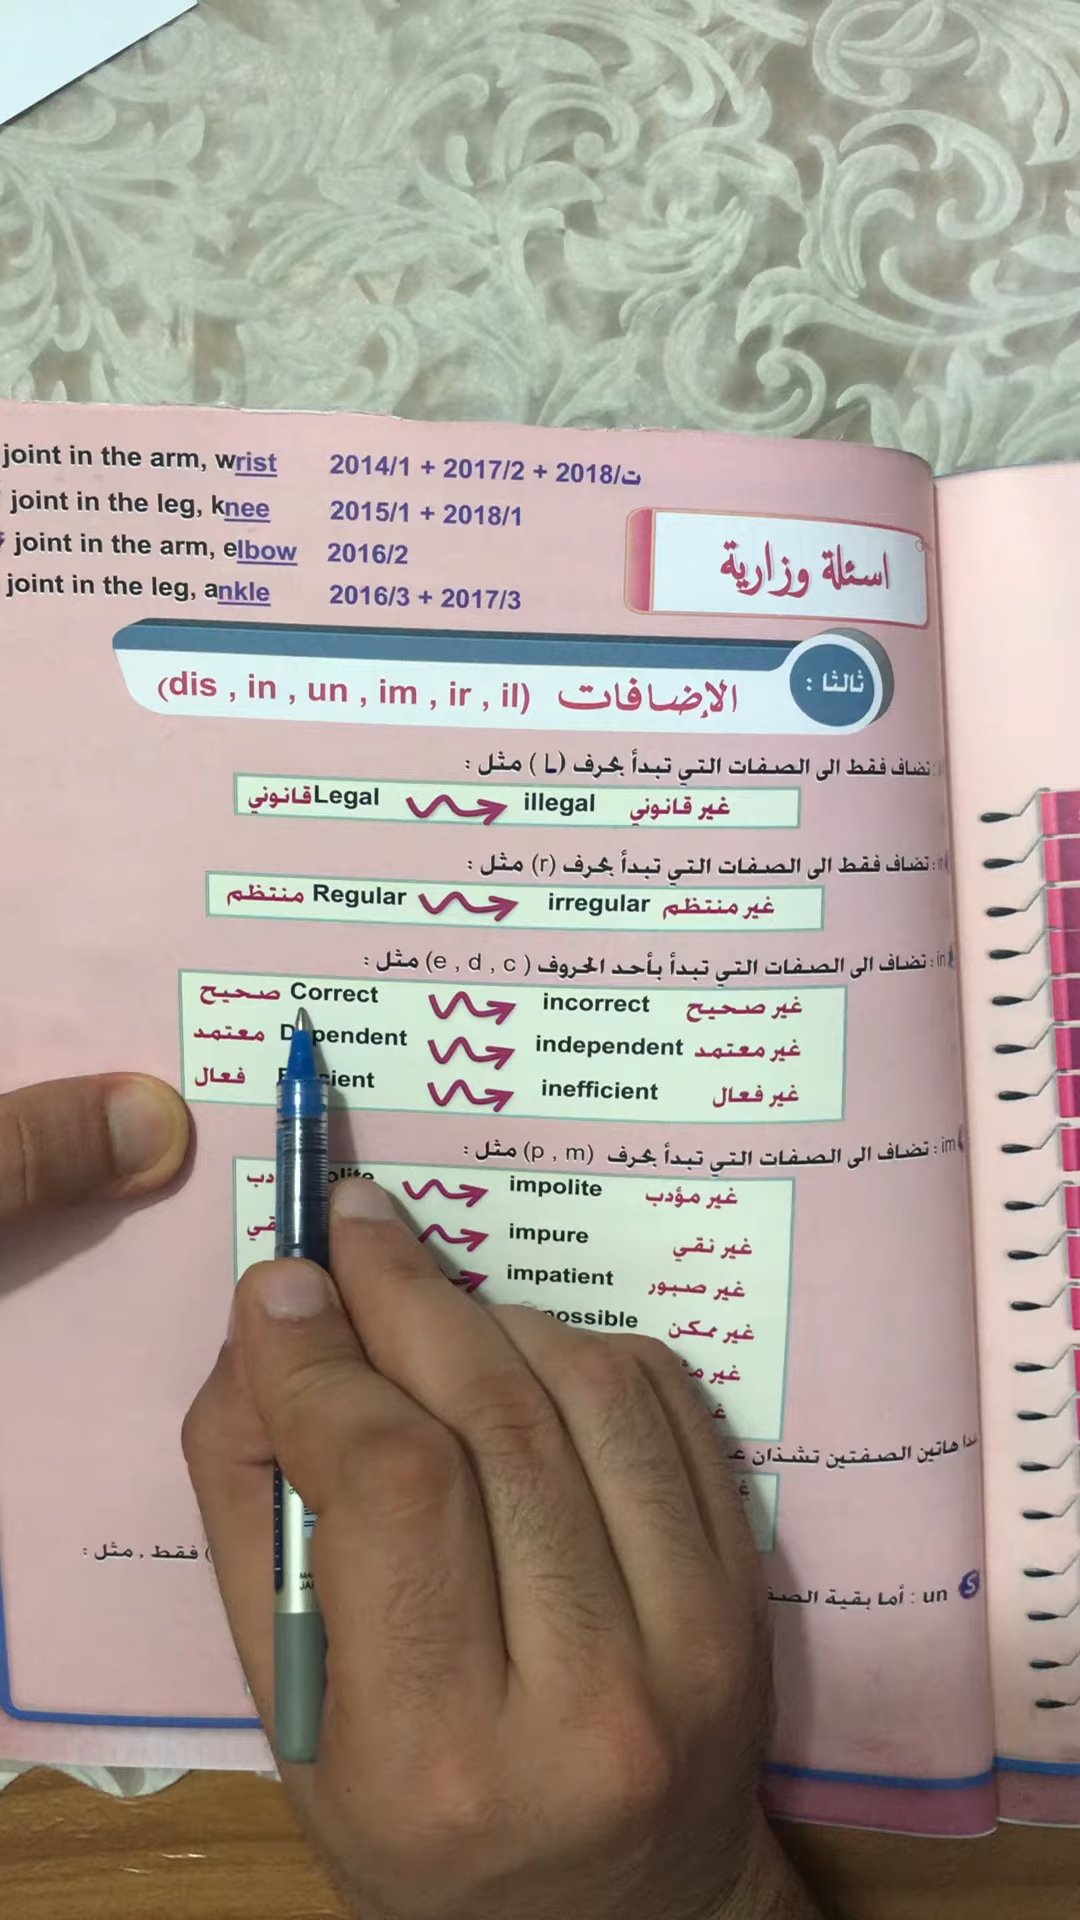 joint in the arm, wrist 2014/1 + 2017/2 + 2018/ت
joint in the leg, knee 2015/1 + 2018/1
joint in the arm, elbow 2016/2
joint in the leg, ankle 2016/3 + 2017/3
اسئلة وزارية
ثالثا :
الإضافات (dis , in , un , im , ir , il)
تضاف فقط الى الصفات التي تبدأ بحرف (L) مثل :
قانوني Legal illegal غير قانوني
ir : تضاف فقط الى الصفات التي تبدأ بحرف (r) مثل :
منتظم Regular irregular غير منتظم
in : تضاف الى الصفات التي تبدأ بأحد الحروف (e , d , c) مثل :
صحيح Correct incorrect غير صحيح
معتمد independent غير معتمد
فعال inefficient غير فعال
im : تضاف الى الصفات التي تبدأ بحرف (p , m) مثل :
impolite غير مؤدب
impure غير نقي
impatient غير صبور
غير ممكن
غير
هاتين الصفتين تشذان
5 un : أما بقية
فقط ، مثل :